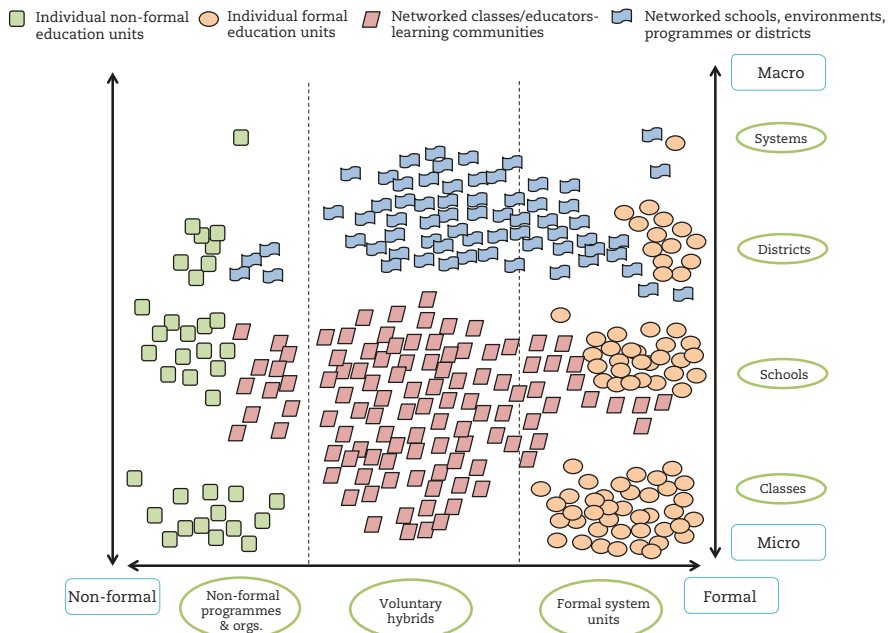 Individual non-formal
education units
Individual formal
education units
Networked classes/educators-
learning communities
Networked schools, environments,
programmes or districts
Macro
Systems
Districts
Schools
Classes
Micro
Non-formal
Non-formal
programmes
& orgs.
Voluntary
hybrids
Formal system
units
Formal